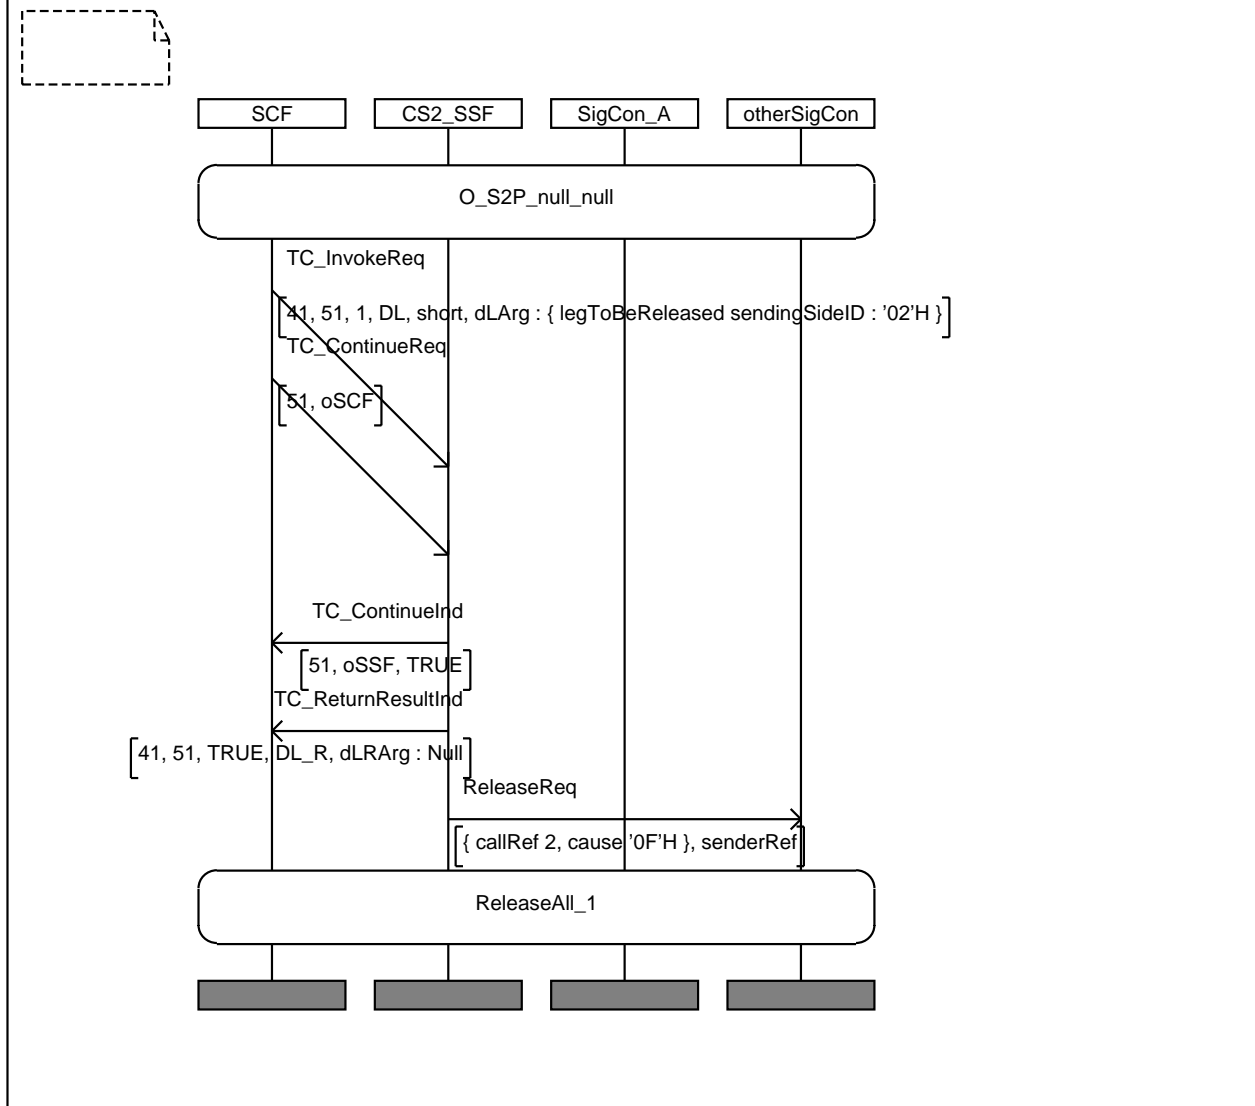 SCF CS2_SSF SigCon_A otherSigCon
O_S2P_null_null
TC_InvokeReq
41, 51, 1, DL, short, dLArg : { legToBeReleased sendingSideID : '02'H }
TC_ContinueReq
51, oSCF
TC_ContinueInd
51, oSSF, TRUE
TC_ReturnResultInd
41, 51, TRUE, DL_R, dLRArg : Null
ReleaseReq
{ callRef 2, cause '0F'H }, senderRef
ReleaseAll_1